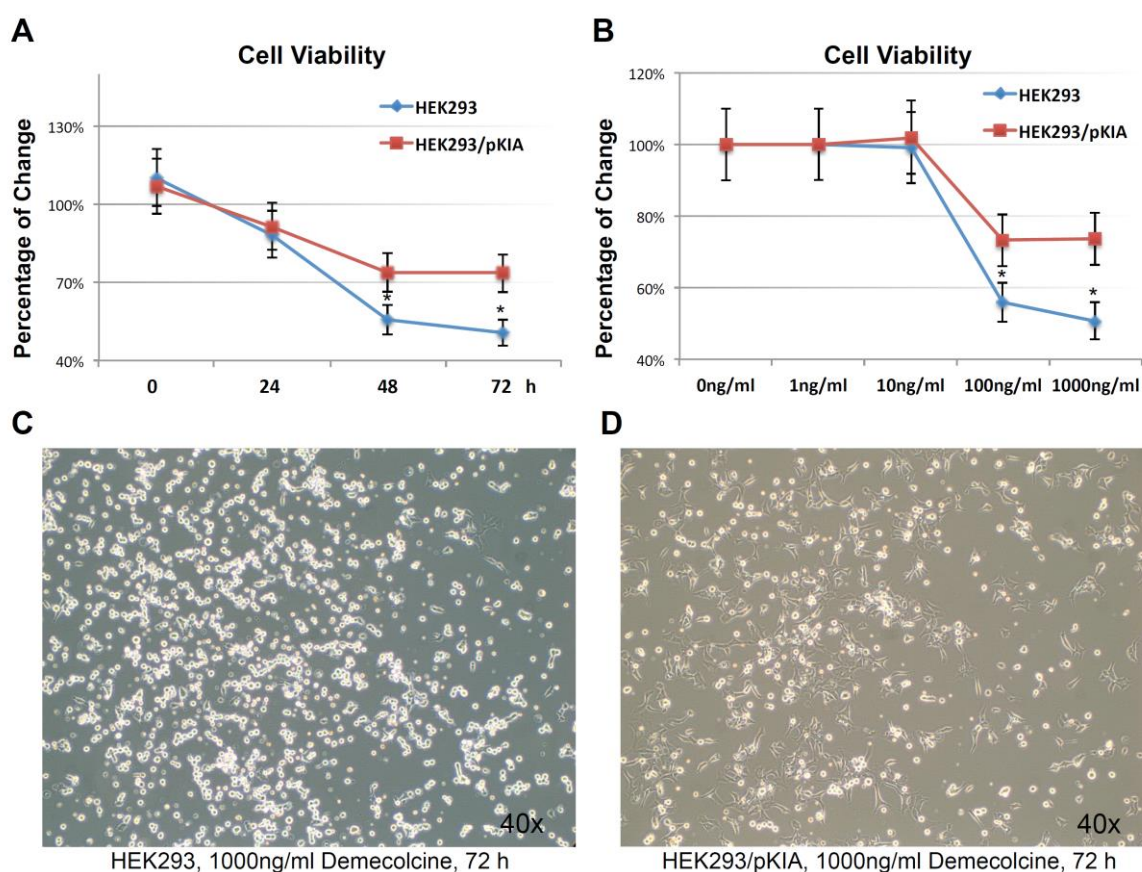 A
Cell Viability
Percentage of Change
130%
100%
70%
40%
HEK293
HEK293/pKIA
*
*
0 24 48 72 h
B
Cell Viability
Percentage of Change
120%
100%
80%
60%
40%
HEK293
HEK293/pKIA
*
*
0ng/ml 1ng/ml 10ng/ml 100ng/ml 1000ng/ml
C
40x
HEK293, 1000ng/ml Demecolcine, 72 h
D
40x
HEK293/pKIA, 1000ng/ml Demecolcine, 72 h